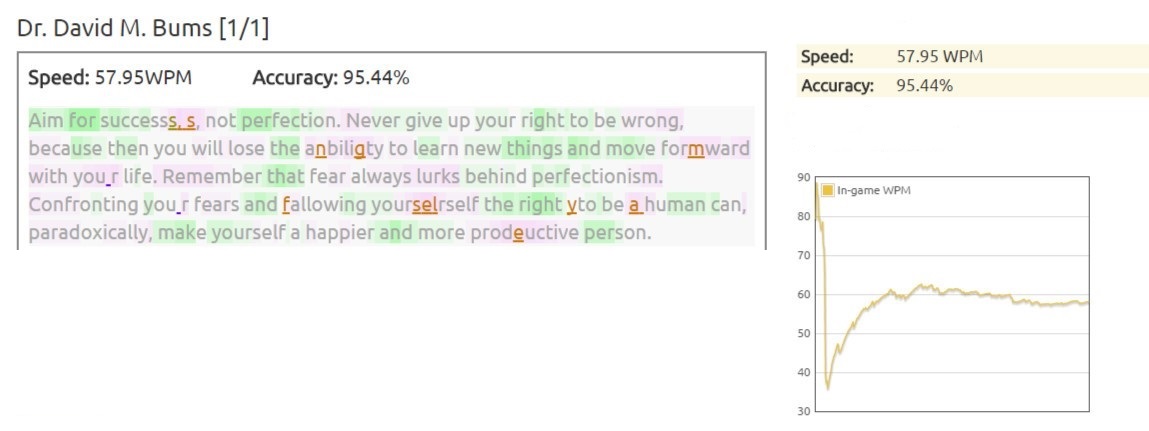 Dr. David M. Bums [1/1]
Speed: 57.95WPM Accuracy: 95.44%
Aim for successss, s, not perfection. Never give up your right to be wrong,
because then you will lose the anbiligty to learn new things and move formward
with you_r life. Remember that fear always lurks behind perfectionism.
Confronting you_r fears and fallowing yourselrself the right yto be a human can,
paradoxically, make yourself a happier and more prodeuctive person.
Speed: 57.95 WPM
Accuracy: 95.44%
In-game WPM
90
80
70
60
50
40
30